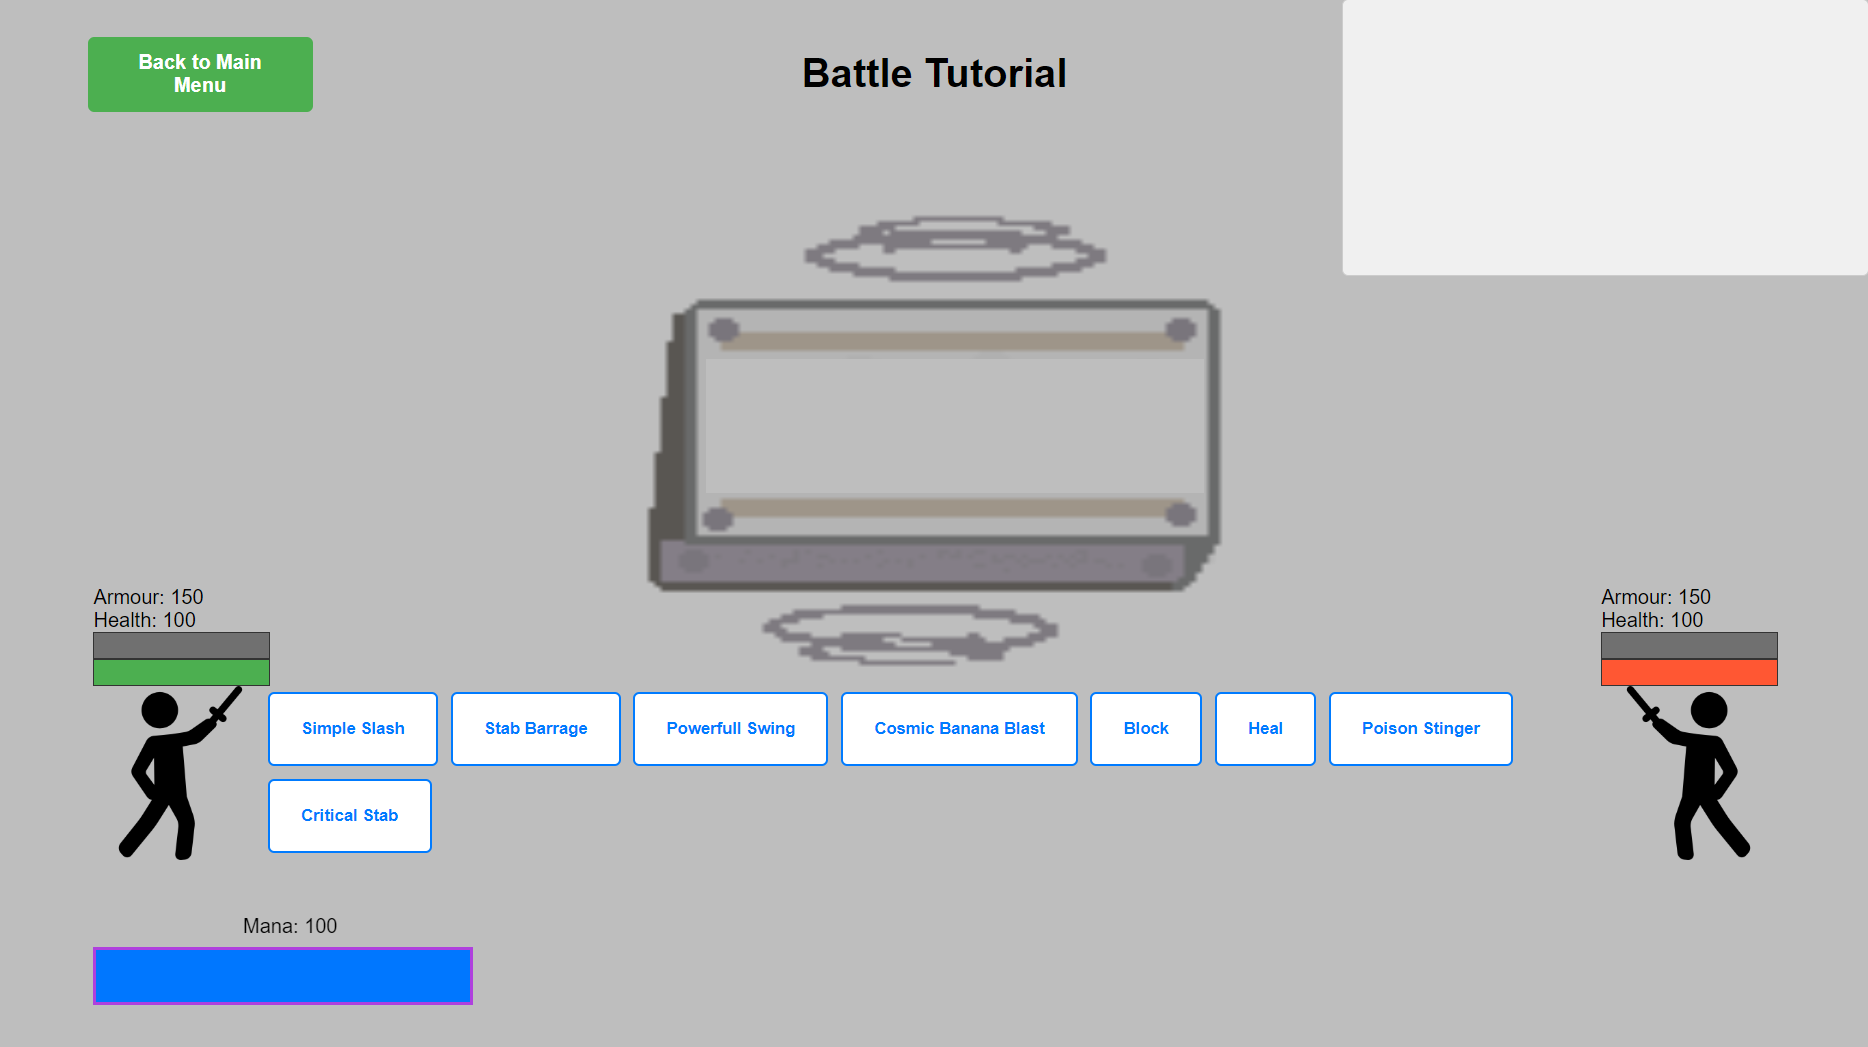 Back to Main
Menu
Battle Tutorial
Armour: 150
Health: 100
Armour: 150
Health: 100
Simple Slash
Stab Barrage
Powerfull Swing
Cosmic Banana Blast
Block
Heal
Poison Stinger
Critical Stab
Mana: 100